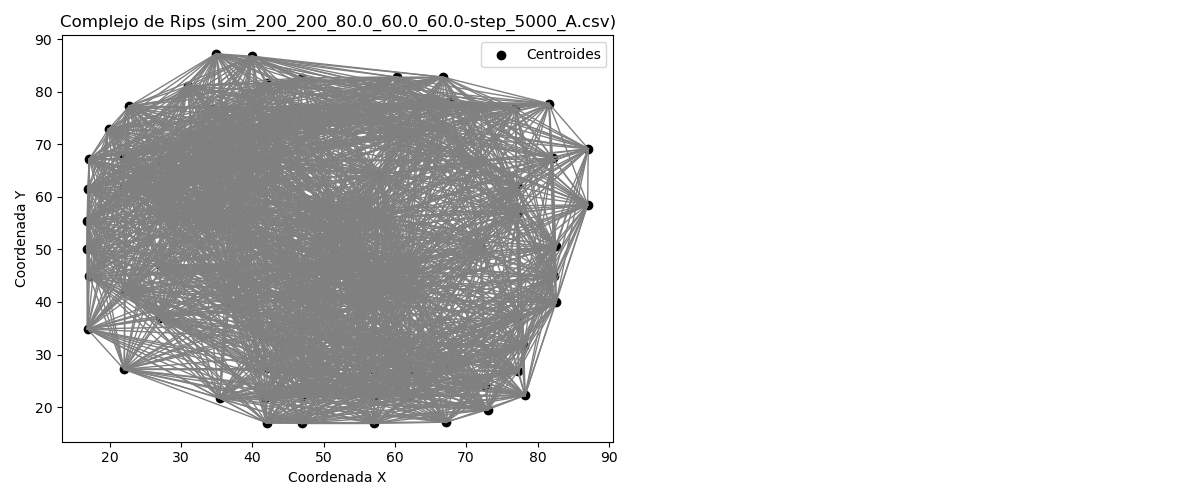 Complejo de Rips (sim_200_200_80.0_60.0_60.0-step_5000_A.csv)
Centroides
90
80
70
60
50
40
30
20
Coordenada Y
20 30 40 50 60 70 80 90
Coordenada X